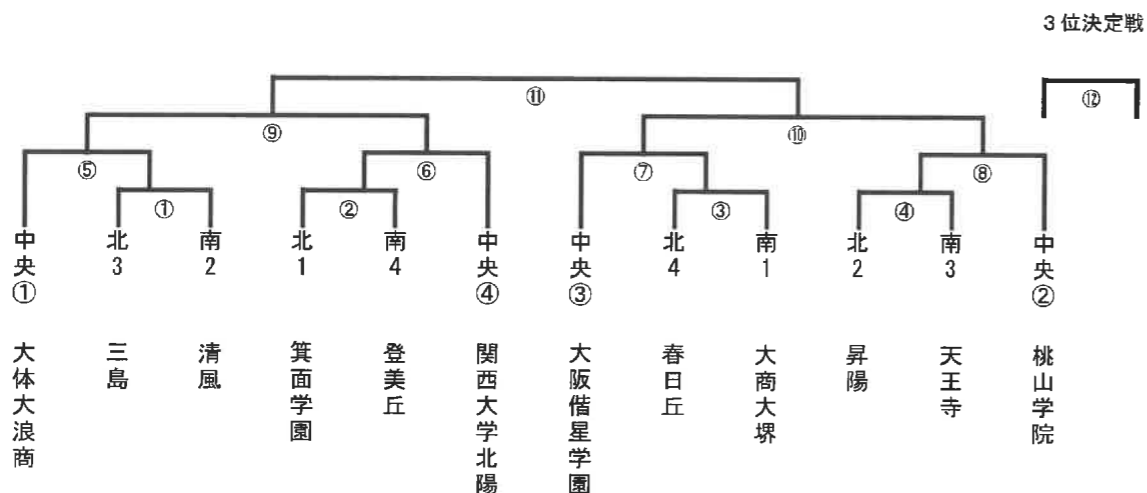 3位決定戦
⑪
⑫
⑨
⑩
⑤
⑥
⑦
⑧
①
②
③
④
中央①
北3
南2
北1
南4
中央④
中央③
北4
南1
北2
南3
中央②
大体大浪商
三島
清風
箕面学園
登美丘
関西大学北陽
大阪偕星学園
春日丘
大商大堺
昇陽
天王寺
桃山学院